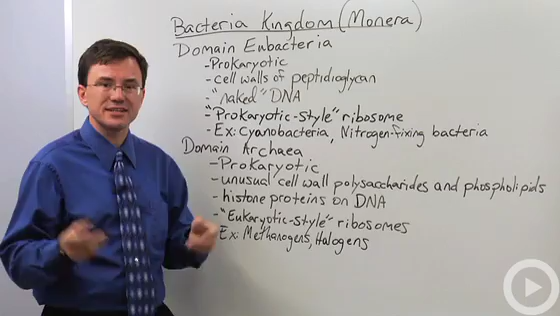 Bacteria Kingdom (Monera)
Domain Eubacteria
-Prokaryotic
-cell walls of peptidioglycan
-"naked" DNA
-"Prokaryotic-style" ribosome
-Ex: Cyanobacteria, Nitrogen-fixing bacteria
Domain Archaea
-Prokaryotic
-unusual cell wall polysaccharides and phospholipids
-histone proteins on DNA
-"Eukaryotic-style" ribosomes
Ex: Methanogens, Halogens